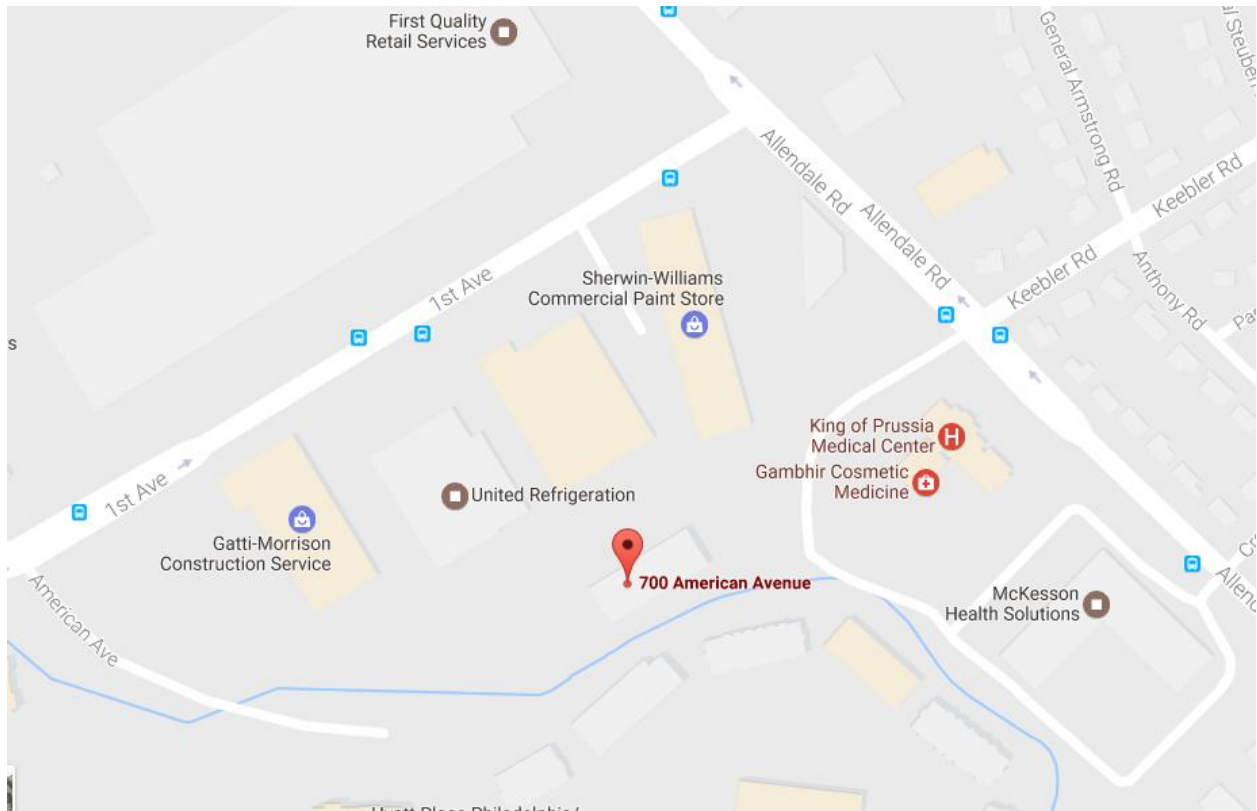 First Quality
Retail Services
General Armstrong Rd
Allendale Rd
Allendale Rd
Keebler Rd
Keebler Rd
Anthony Rd
1st Ave
Sherwin-Williams
Commercial Paint Store
s
King of Prussia
Medical Center
Gambhir Cosmetic
Medicine
1st Ave
United Refrigeration
Gatti-Morrison
Construction Service
700 American Avenue
McKesson
Health Solutions
American Ave